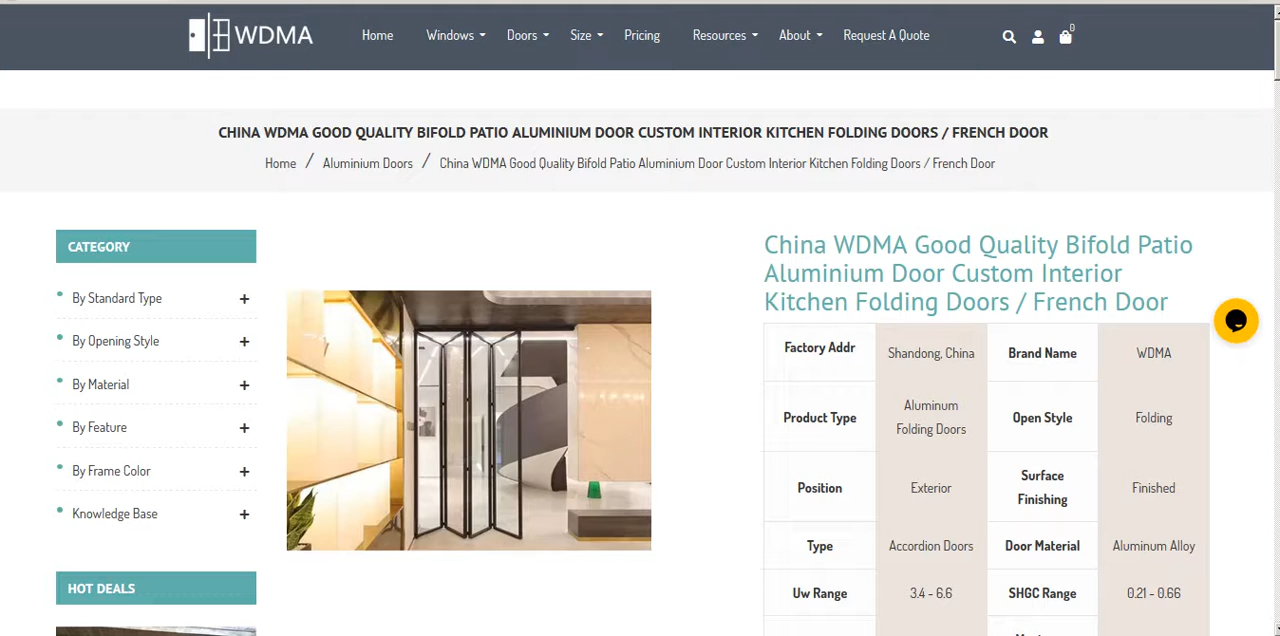 WDMA
Home Windows Doors Size Pricing Resources About Request A Quote 0
CHINA WDMA GOOD QUALITY BIFOLD PATIO ALUMINIUM DOOR CUSTOM INTERIOR KITCHEN FOLDING DOORS / FRENCH DOOR
Home / Aluminium Doors / China WDMA Good Quality Bifold Patio Aluminium Door Custom Interior Kitchen Folding Doors / French Door
CATEGORY
By Standard Type +
By Opening Style +
By Material +
By Feature +
By Frame Color +
Knowledge Base +
HOT DEALS
China WDMA Good Quality Bifold Patio
Aluminium Door Custom Interior
Kitchen Folding Doors / French Door
Factory Addr Shandong, China Brand Name WDMA
Product Type Aluminum Folding Doors Open Style Folding
Position Exterior Surface Finishing Finished
Type Accordion Doors Door Material Aluminum Alloy
Uw Range 3.4 - 6.6 SHGC Range 0.21 - 0.66